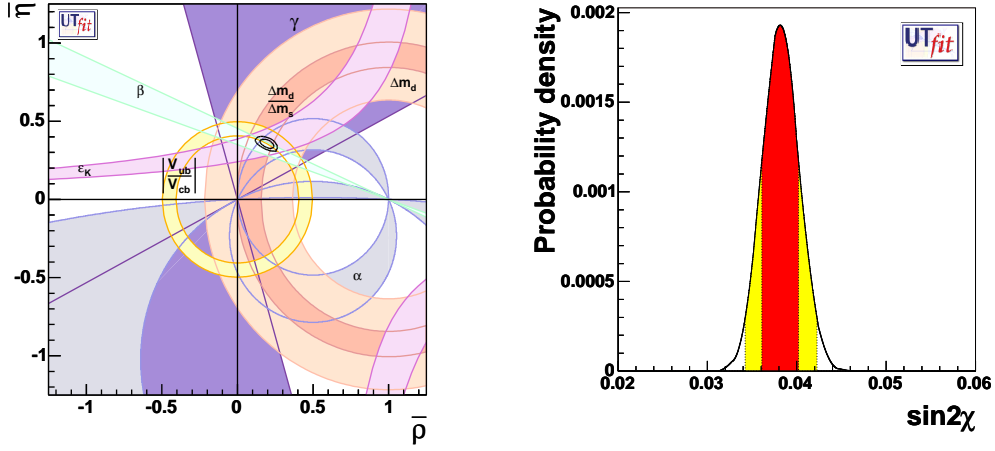 η̅
UTfit
γ
1
Δm_d
Δm_d
Δm_s
β
0.5
ε_K
|V_ub|
|V_cb|
0
α
-0.5
-1
-1 -0.5 0 0.5 1
ρ̅
Probability density
UTfit
0.002
0.0015
0.001
0.0005
0
0.02 0.03 0.04 0.05 0.06
sin2χ